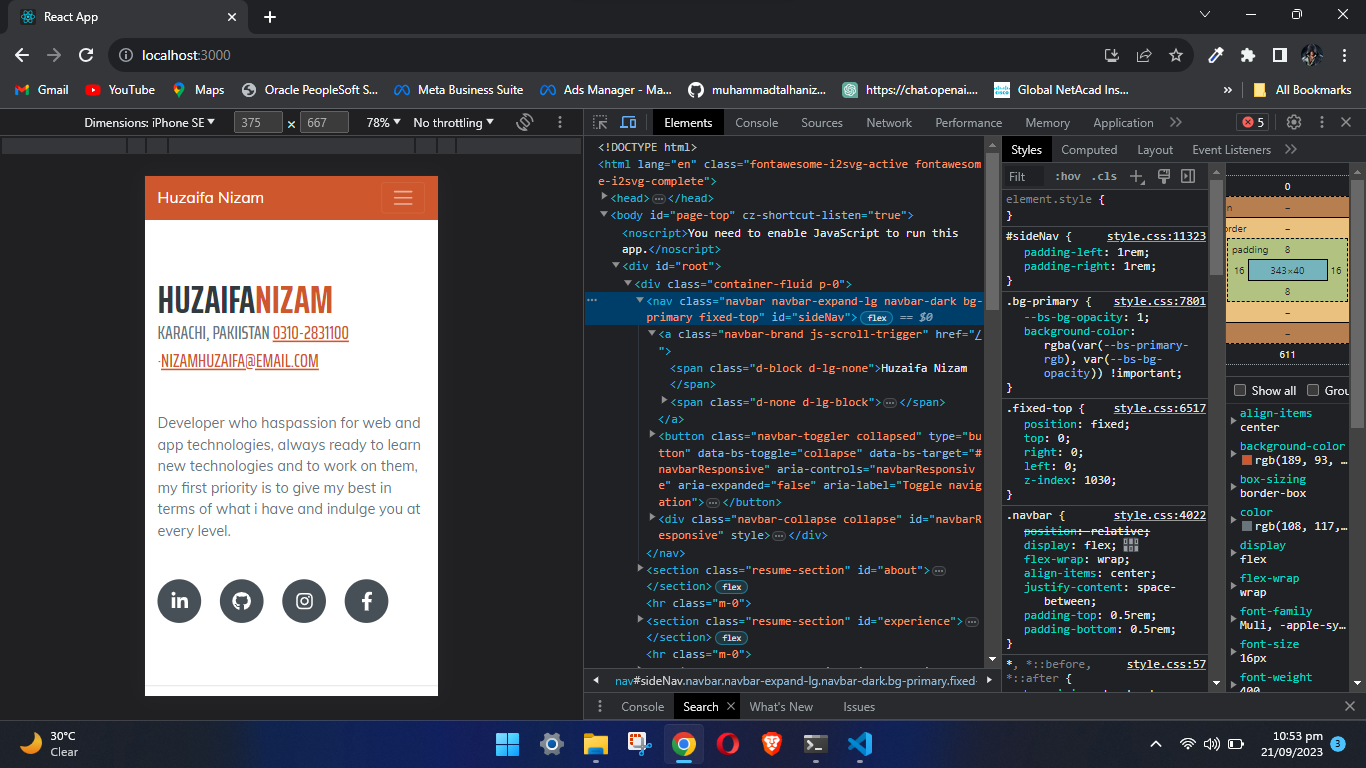 React App
localhost:3000
Gmail
YouTube
Maps
Oracle PeopleSoft S...
Meta Business Suite
Ads Manager - Ma...
muhammadtalhaniz...
https://chat.openai....
Global NetAcad Ins...
»
All Bookmarks
Dimensions: iPhone SE
375
×
667
78%
No throttling
Elements
Console
Sources
Network
Performance
Memory
Application
5
Huzaifa Nizam
HUZAIFANIZAM
KARACHI, PAKIISTAN 0310-2831100
·NIZAMHUZAIFA@EMAIL.COM
Developer who haspassion for web and
app technologies, always ready to learn
new technologies and to work on them,
my first priority is to give my best in
terms of what i have and indulge you at
every level.
in
<!DOCTYPE html>
<html lang="en" class="fontawesome-i2svg-active fontawesom
e-i2svg-complete">
<head>…</head>
<body id="page-top" cz-shortcut-listen="true">
<noscript>You need to enable JavaScript to run this
app.</noscript>
<div id="root">
<div class="container-fluid p-0">
<nav class="navbar navbar-expand-lg navbar-dark bg-
primary fixed-top" id="sideNav"> flex == $0
<a class="navbar-brand js-scroll-trigger" href="/
">
<span class="d-block d-lg-none">Huzaifa Nizam
</span>
<span class="d-none d-lg-block">…</span>
</a>
<button class="navbar-toggler collapsed" type="bu
tton" data-bs-toggle="collapse" data-bs-target="#
navbarResponsive" aria-controls="navbarResponsiv
e" aria-expanded="false" aria-label="Toggle navig
ation">…</button>
<div class="navbar-collapse collapse" id="navbarR
esponsive" style>…</div>
</nav>
<section class="resume-section" id="about">…
</section> flex
<hr class="m-0">
<section class="resume-section" id="experience">…
</section> flex
<hr class="m-0">
nav#sideNav.navbar.navbar-expand-lg.navbar-dark.bg-primary.fixed-
Styles
Computed
Layout
Event Listeners
Filt
:hov
.cls
element.style {
}
#sideNav {
style.css:11323
padding-left: 1rem;
padding-right: 1rem;
}
.bg-primary {
style.css:7801
--bs-bg-opacity: 1;
background-color:
rgba(var(--bs-primary-
rgb), var(--bs-bg-
opacity)) !important;
}
.fixed-top {
style.css:6517
position: fixed;
top: 0;
right: 0;
left: 0;
z-index: 1030;
}
.navbar {
style.css:4022
position: relative;
display: flex;
flex-wrap: wrap;
align-items: center;
justify-content: space-
between;
padding-top: 0.5rem;
padding-bottom: 0.5rem;
}
*, *::before,
style.css:57
*::after {
0
–
padding 8
16
343×40
16
8
–
–
611
Show all
Grou
align-items
center
background-color
rgb(189, 93, …
box-sizing
border-box
color
rgb(108, 117,…
display
flex
flex-wrap
wrap
font-family
Muli, -apple-sy…
font-size
16px
font-weight
Console
Search
What's New
Issues
30°C
Clear
10:53 pm
21/09/2023
3